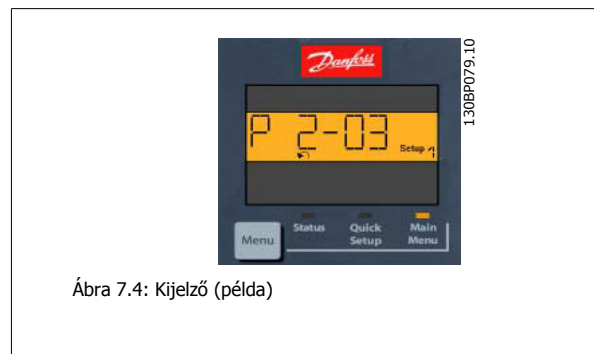 Danfoss
130BP079.10
P 2-03
Setup 1
Menu
Status
Quick Setup
Main Menu
Ábra 7.4: Kijelző (példa)